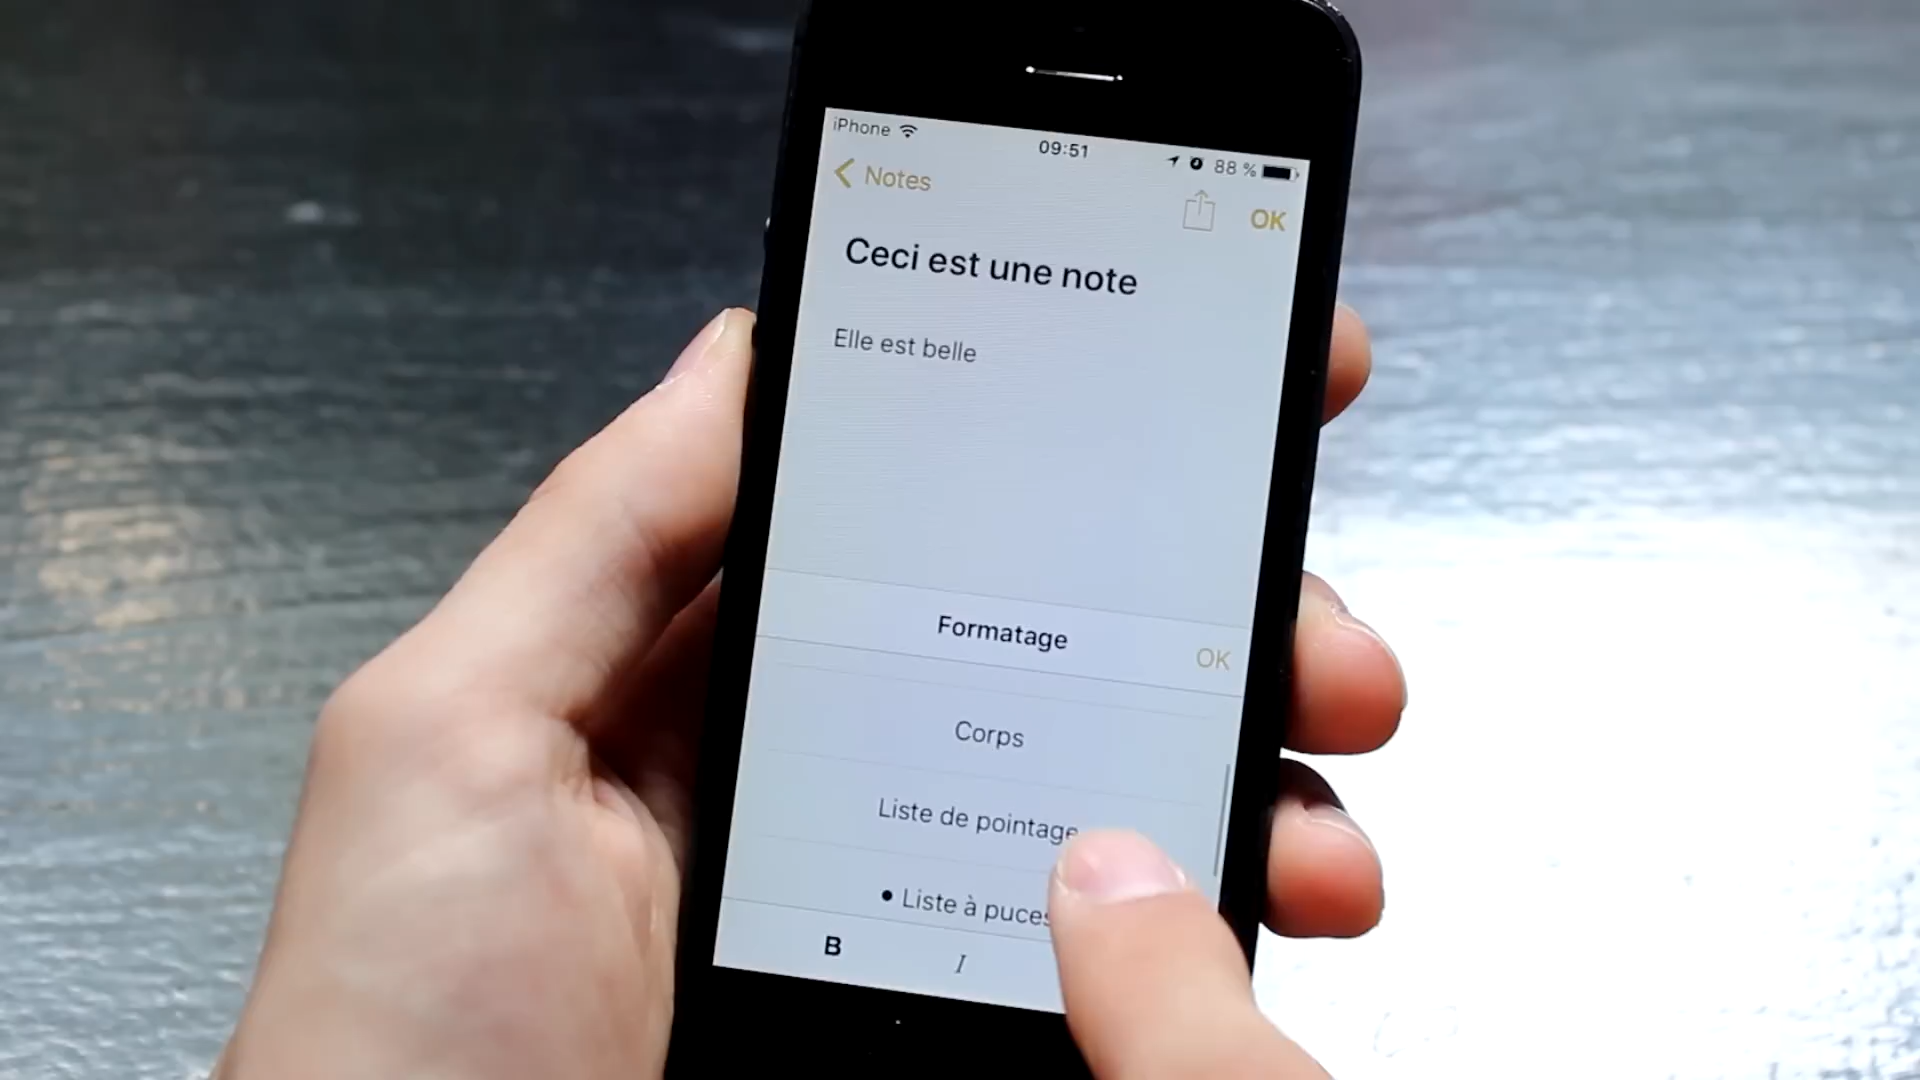 iPhone
09:51
88 %
Notes
OK
Ceci est une note
Elle est belle
Formatage
OK
Corps
Liste de pointage
• Liste à puces
B
I